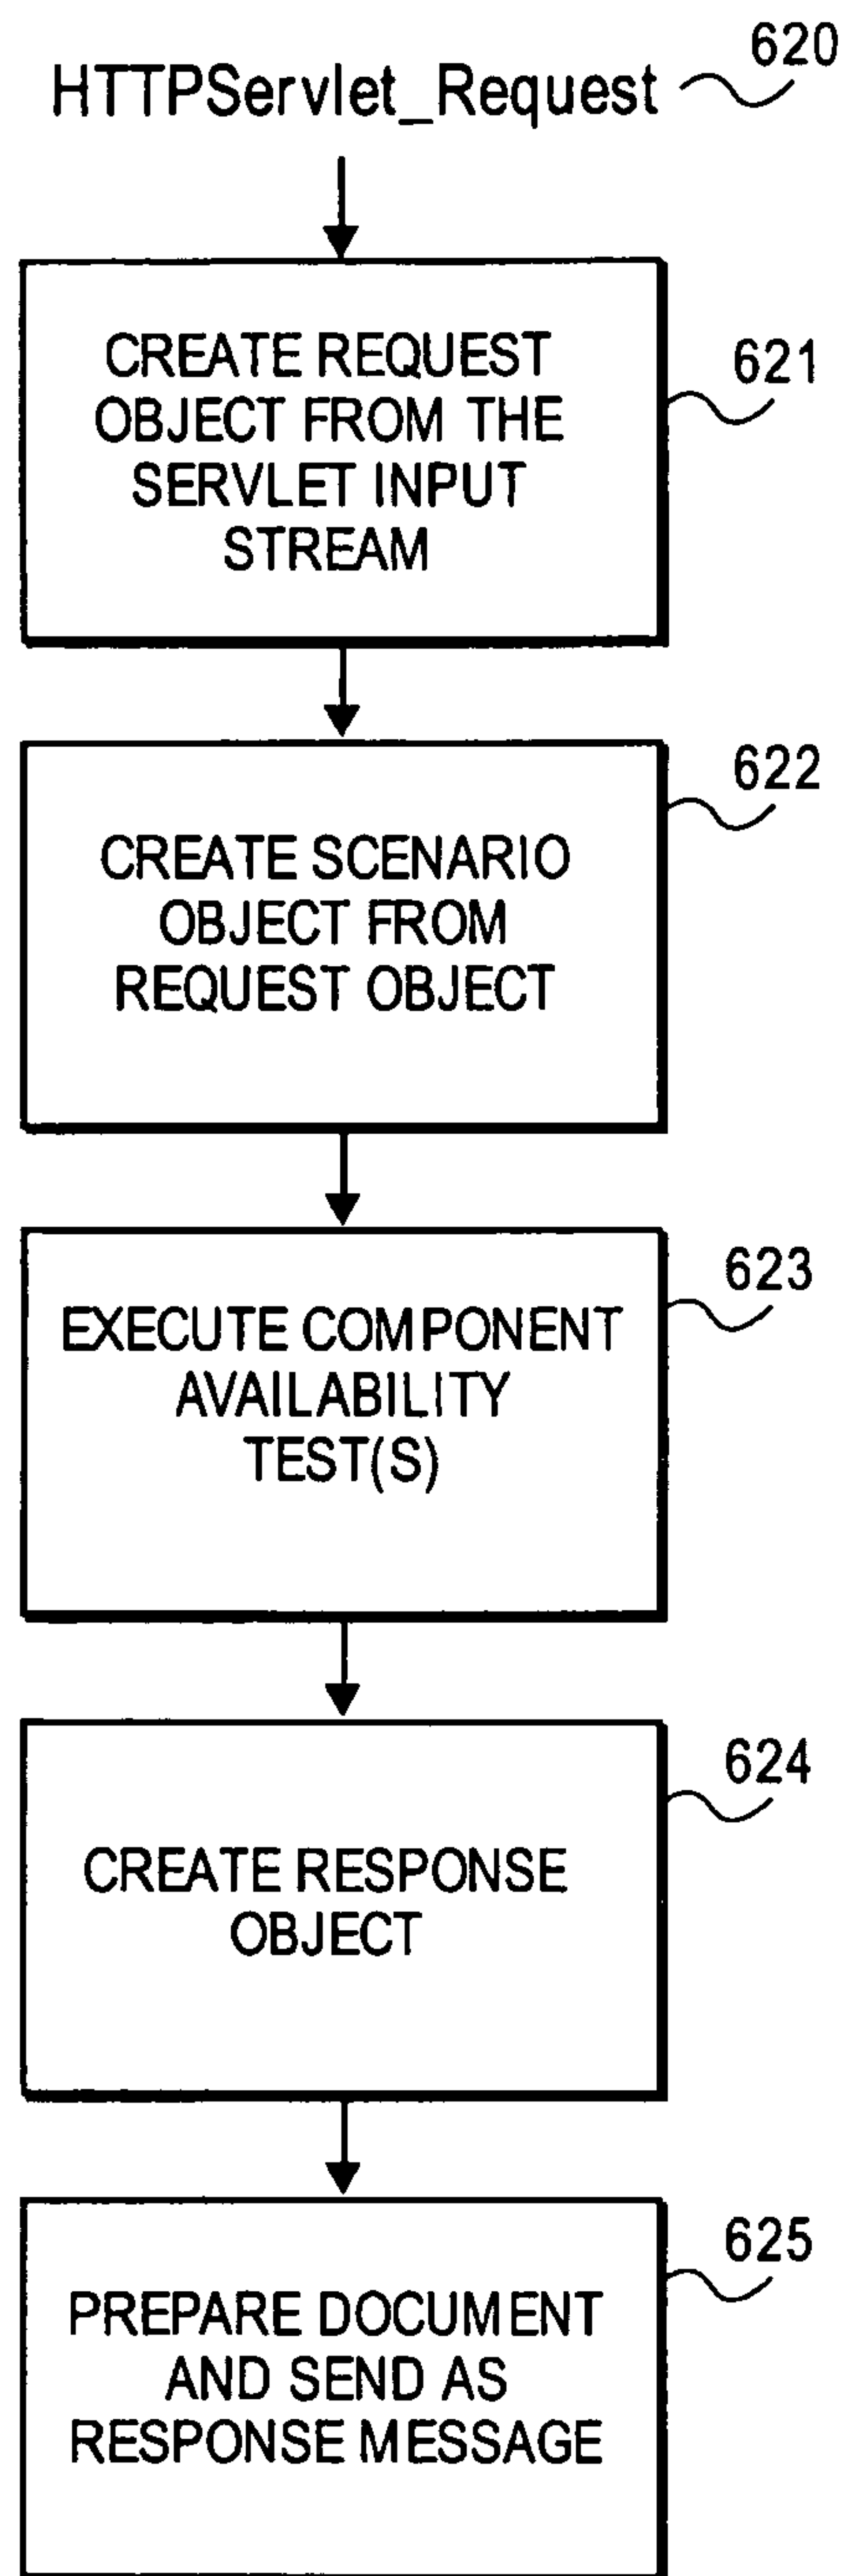 620
HTTPServlet_Request
CREATE REQUEST
OBJECT FROM THE
SERVLET INPUT
STREAM
621
CREATE SCENARIO
OBJECT FROM
REQUEST OBJECT
622
EXECUTE COMPONENT
AVAILABILITY
TEST(S)
623
CREATE RESPONSE
OBJECT
624
PREPARE DOCUMENT
AND SEND AS
RESPONSE MESSAGE
625